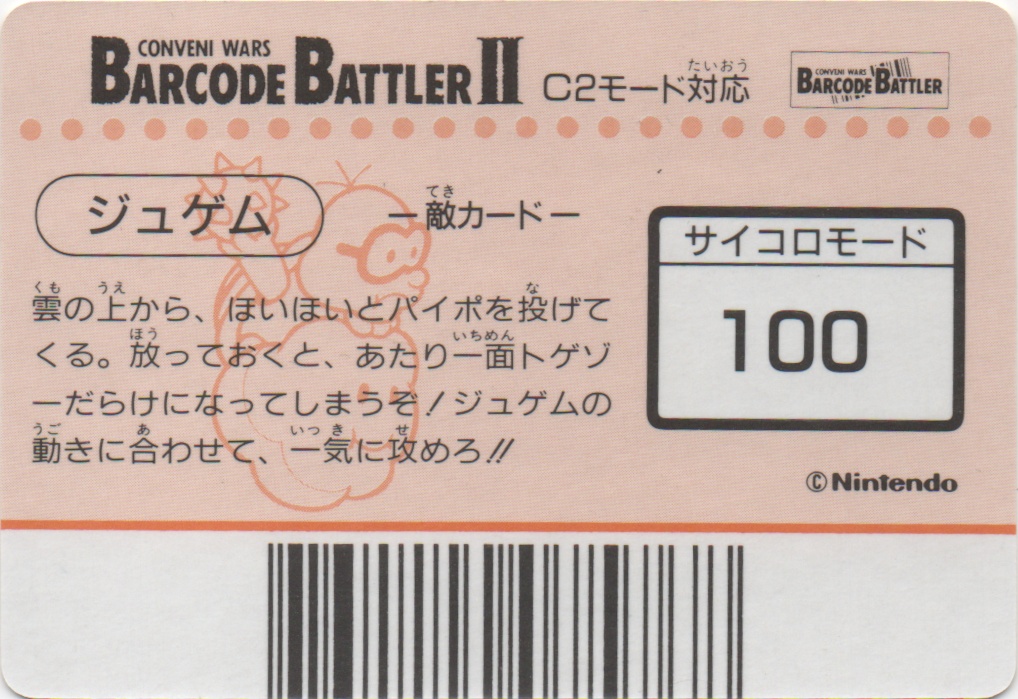 CONVENI WARS
BARCODE BATTLER II
C2モード対応
たいおう
CONVENI WARS
BARCODE BATTLER
ジュゲム
てき
ー敵カードー
サイコロモード
100
くも うえ な
雲の上から、ほいほいとパイポを投げて
ほう いちめん
くる。放っておくと、あたり一面トゲゾ
ーだらけになってしまうぞ！ジュゲムの
うご あ いっき せ
動きに合わせて、一気に攻めろ!!
©Nintendo